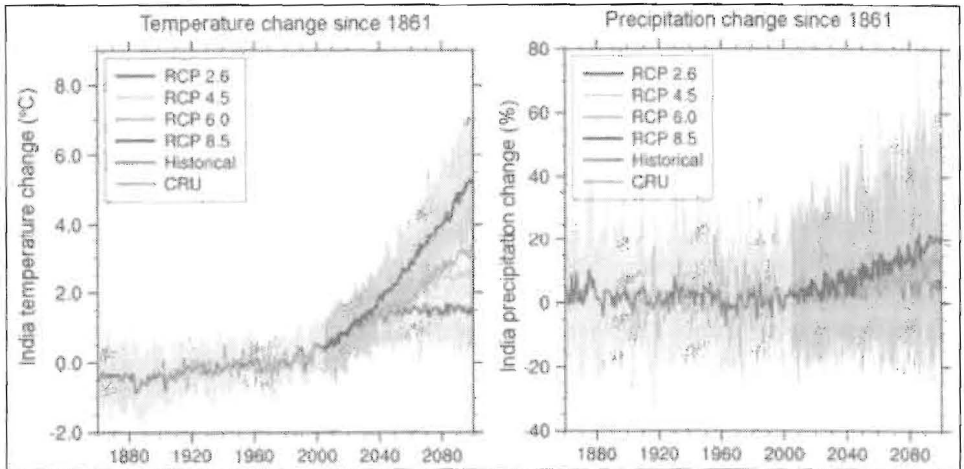 Temperature change since 1861
India temperature change (°C)
8.0
6.0
4.0
2.0
0.0
-2.0
RCP 2.6
RCP 4.5
RCP 6.0
RCP 8.5
Historical
CRU
1880
1920
1960
2000
2040
2080
Precipitation change since 1861
India precipitation change (%)
80
60
40
20
0
-20
-40
RCP 2.6
RCP 4.5
RCP 6.0
RCP 8.5
Historical
CRU
1880
1920
1960
2000
2040
2080